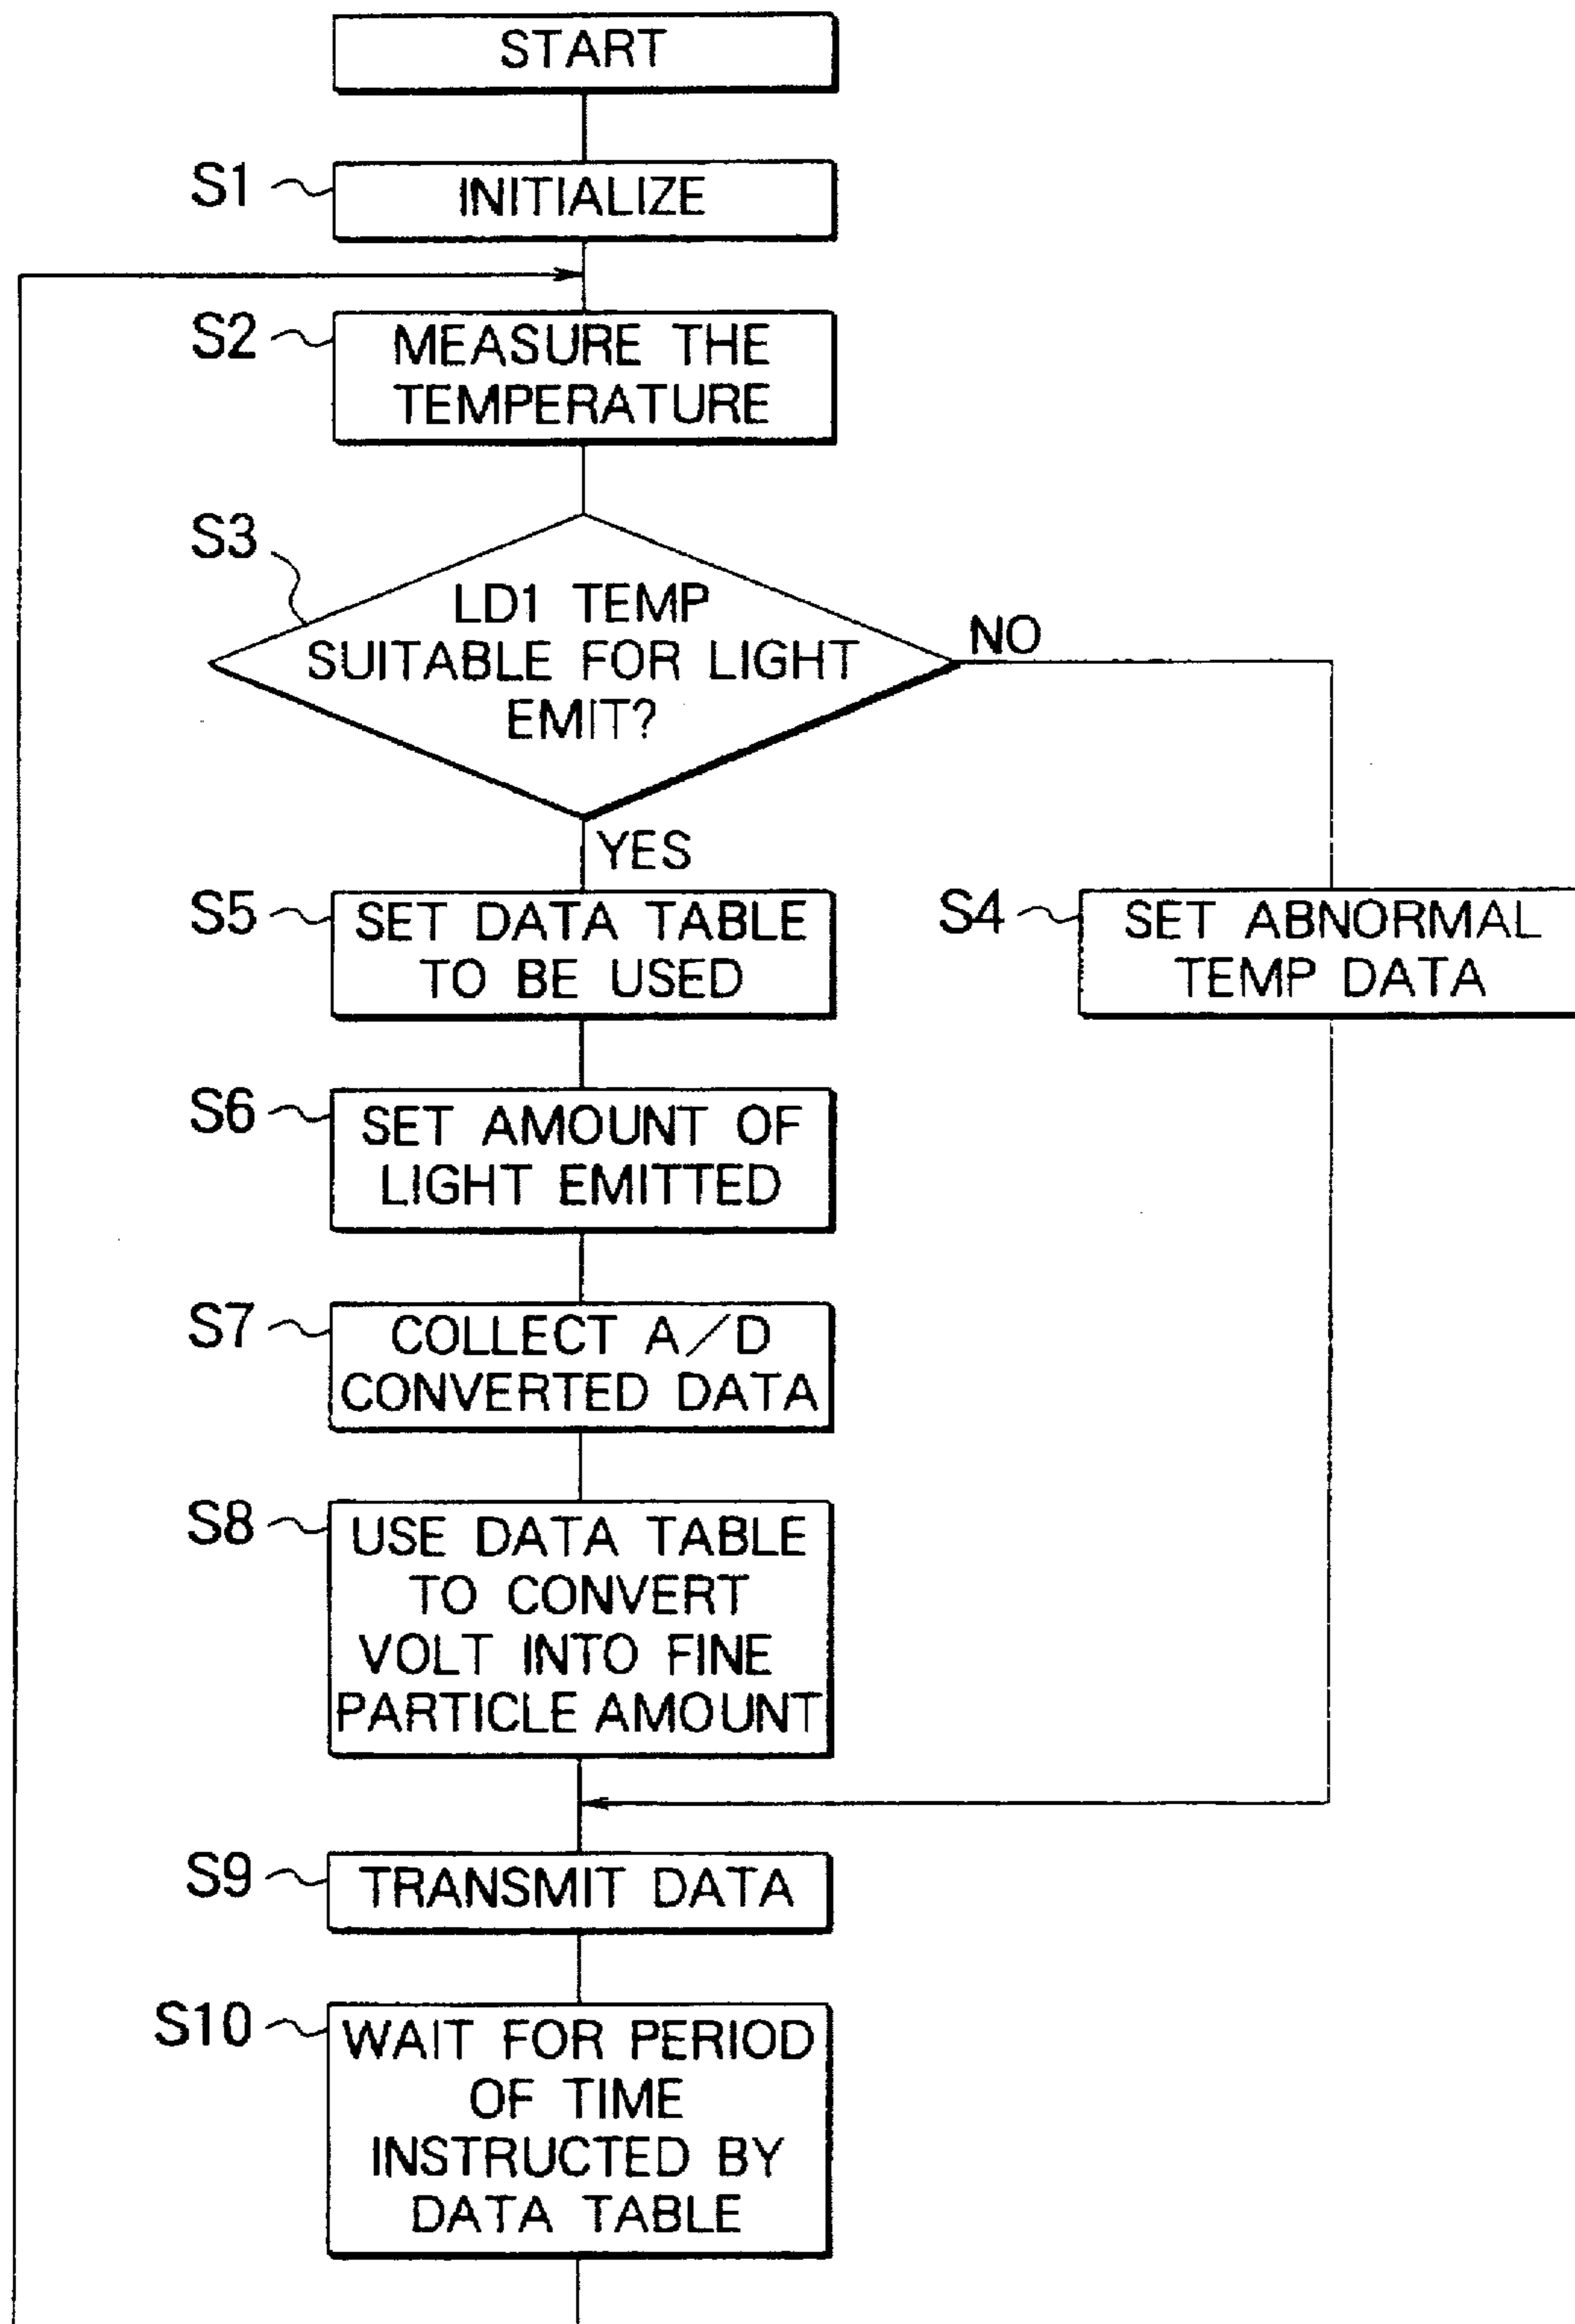 START
S1
INITIALIZE
S2
MEASURE THE
TEMPERATURE
S3
LD1 TEMP
SUITABLE FOR LIGHT
EMIT?
NO
YES
S5
SET DATA TABLE
TO BE USED
S4
SET ABNORMAL
TEMP DATA
S6
SET AMOUNT OF
LIGHT EMITTED
S7
COLLECT A/D
CONVERTED DATA
S8
USE DATA TABLE
TO CONVERT
VOLT INTO FINE
PARTICLE AMOUNT
S9
TRANSMIT DATA
S10
WAIT FOR PERIOD
OF TIME
INSTRUCTED BY
DATA TABLE